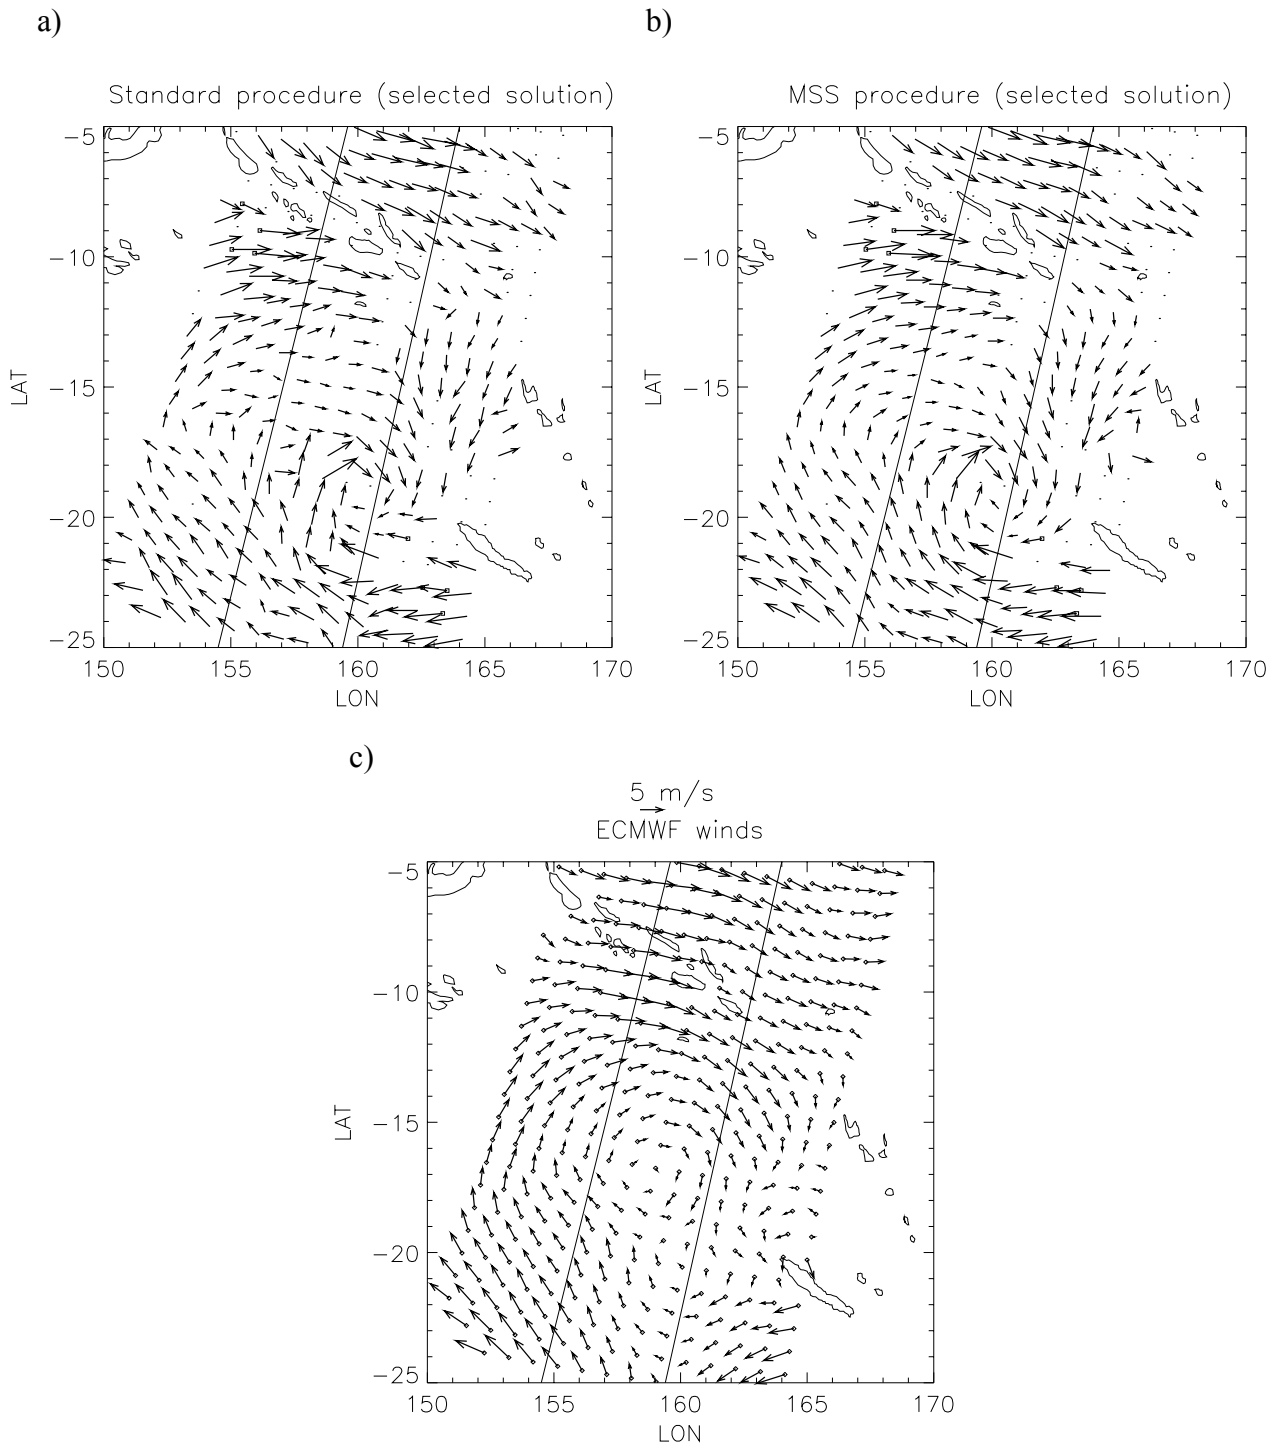 a)
b)
Standard procedure (selected solution)
MSS procedure (selected solution)
-5
-10
-15
-20
-25
LAT
150 155 160 165 170
LON
-5
-10
-15
-20
-25
LAT
150 155 160 165 170
LON
c)
5 m/s
ECMWF winds
-5
-10
-15
-20
-25
LAT
150 155 160 165 170
LON